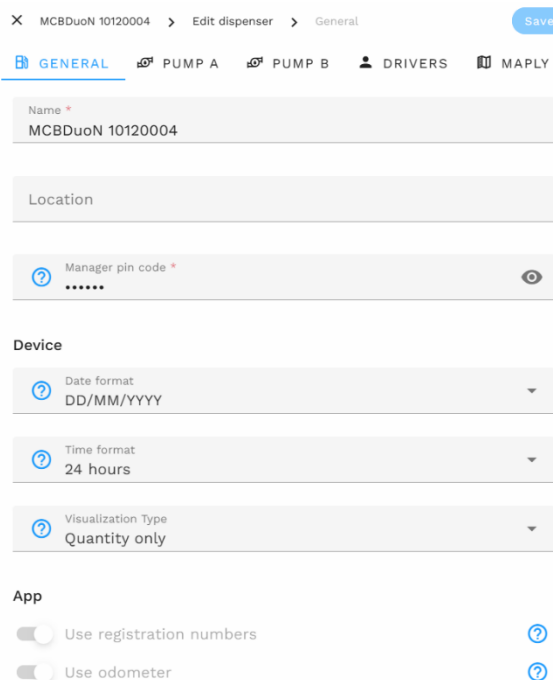 MCBDuoN 10120004 > Edit dispenser > General Save
GENERAL PUMP A PUMP B DRIVERS MAPLY
Name *
MCBDuoN 10120004
Location
Manager pin code *
••••••
Device
Date format
DD/MM/YYYY
Time format
24 hours
Visualization Type
Quantity only
App
Use registration numbers
Use odometer